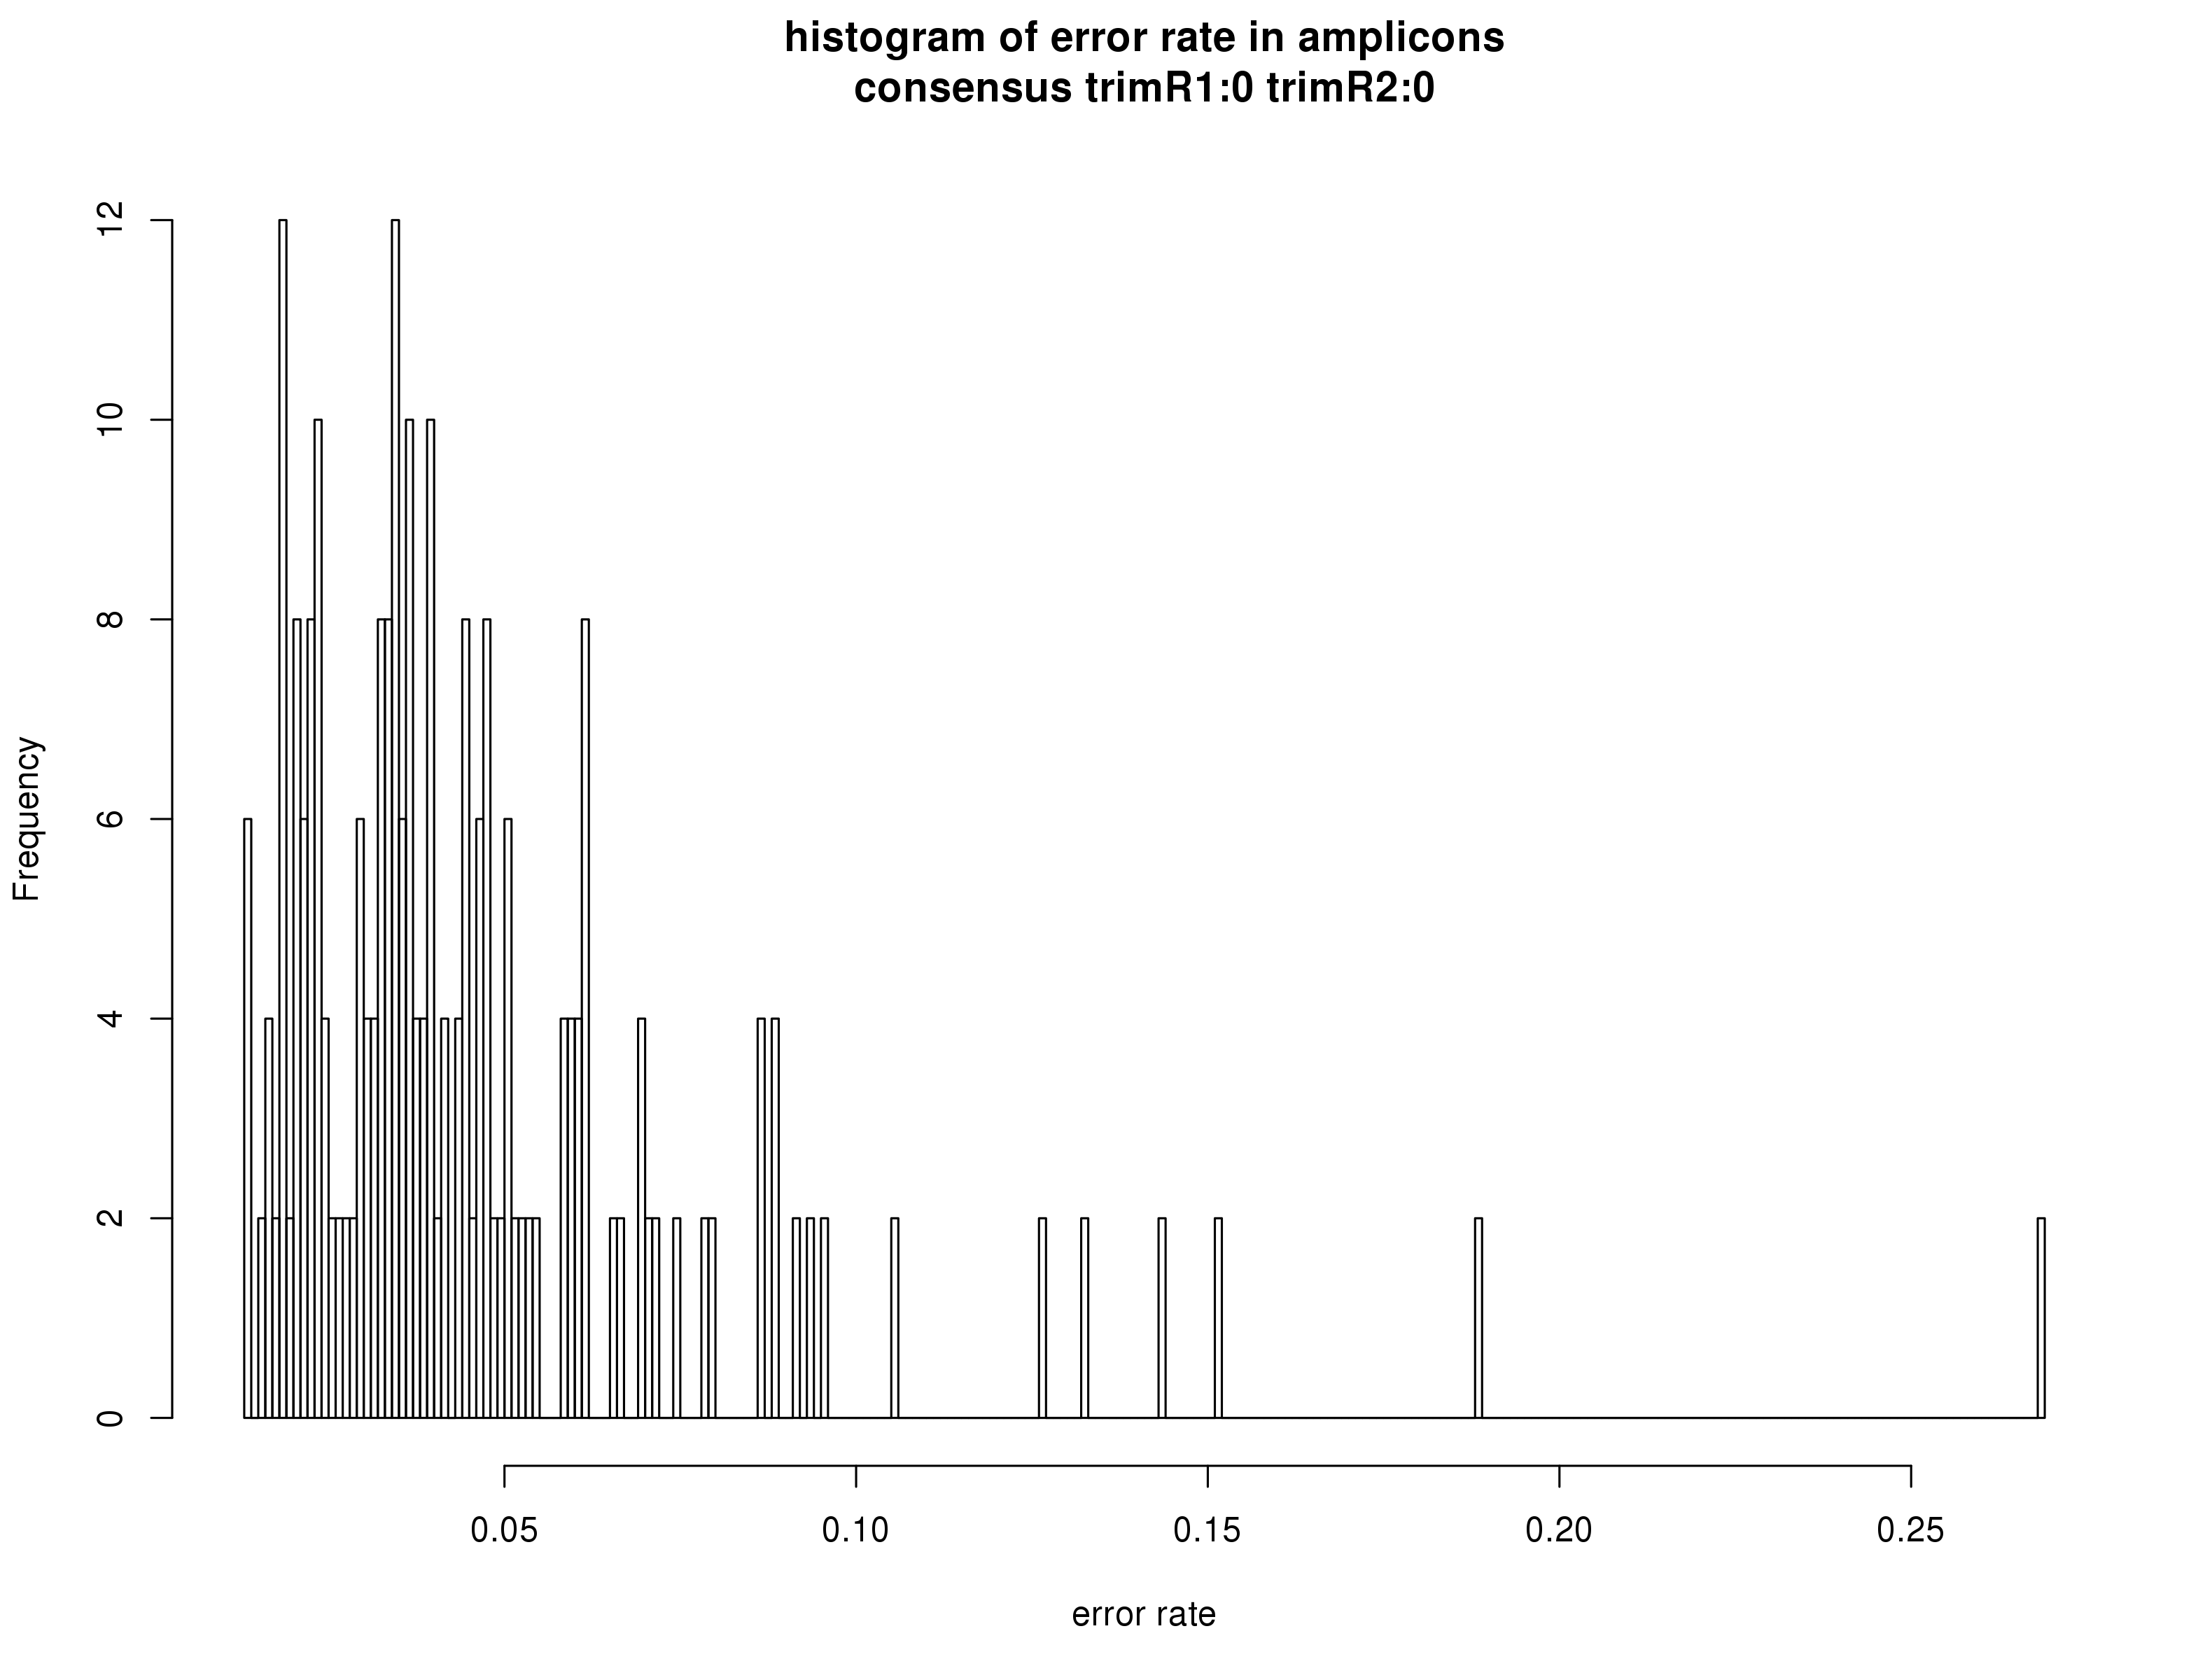 histogram of error rate in amplicons
consensus trimR1:0 trimR2:0
12
10
8
6
4
2
0
Frequency
0.05 0.10 0.15 0.20 0.25
error rate